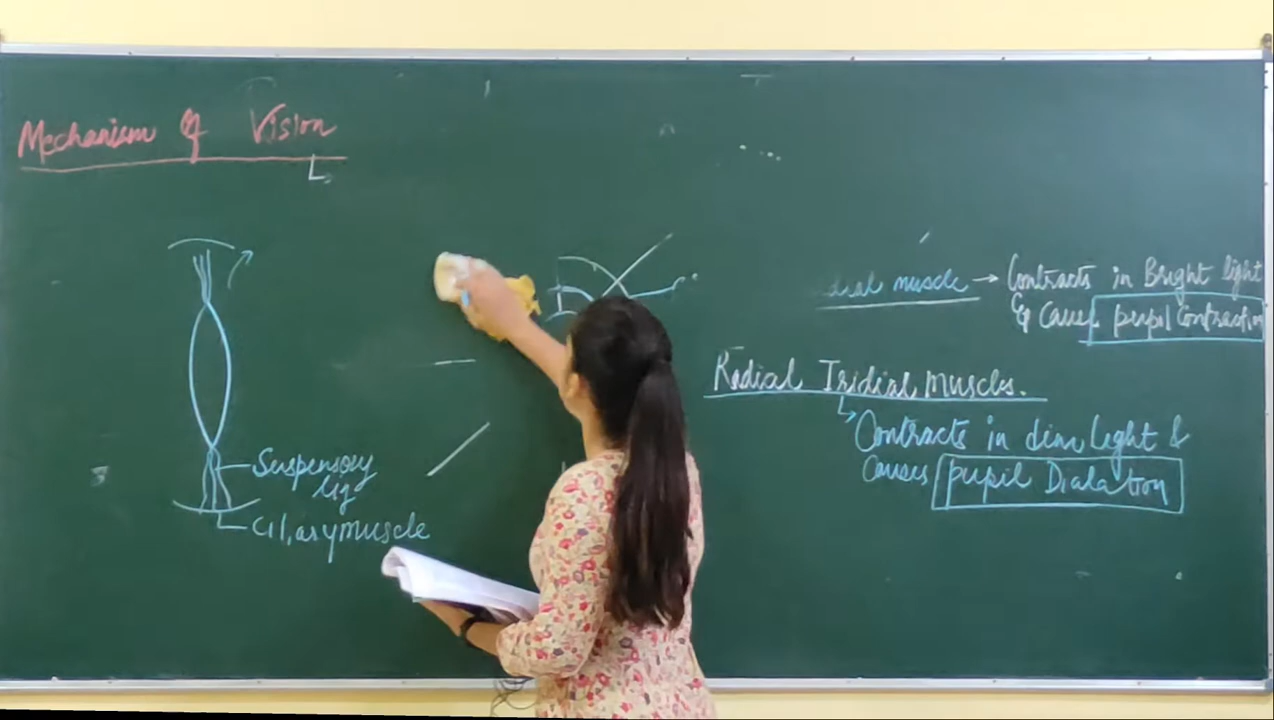 Mechanism of Vision
muscle → Contracts in Bright light
& Causes pupil Contraction
Radial Iridial Muscles.
Contracts in dim light &
Causes pupil Dialation
Suspensory
lig
Ciliary muscle